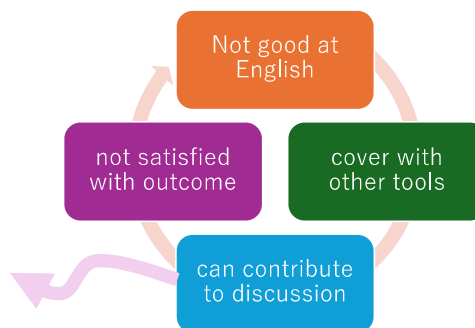 Not good at
English
cover with
other tools
can contribute
to discussion
not satisfied
with outcome